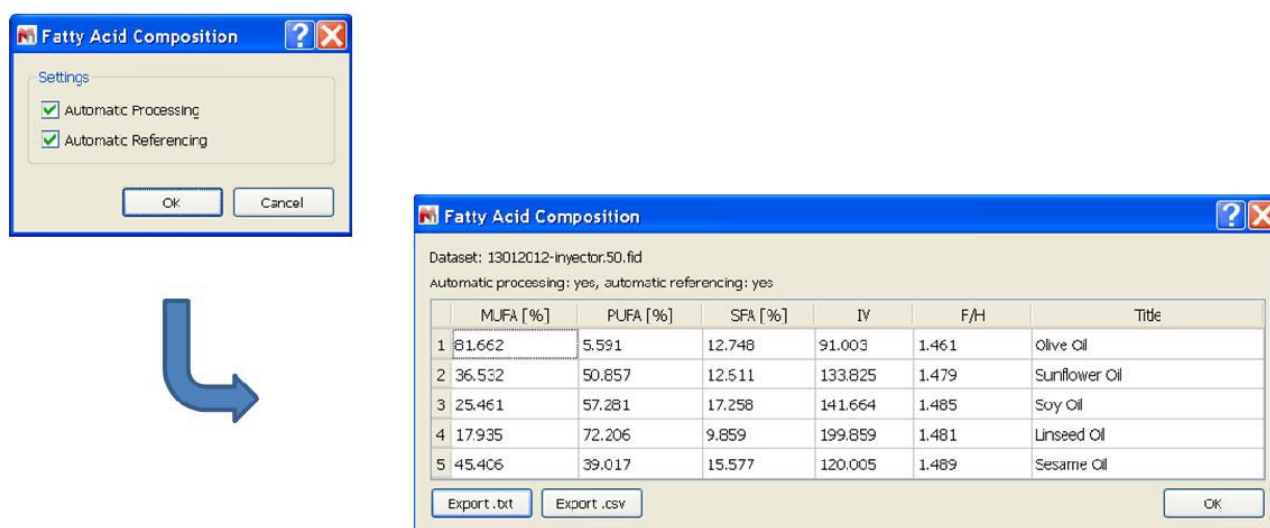 Fatty Acid Composition
Settings
Automatic Processing
Automatic Referencing
OK Cancel
Fatty Acid Composition
Dataset: 13012012-inyector.50.fid
Automatic processing: yes, automatic referencing: yes
MUFA [%] PUFA [%] SFA [%] IV F/H Title
1 81.662 5.591 12.748 91.003 1.461 Olive Oil
2 36.532 50.857 12.611 133.825 1.479 Sunflower Oil
3 25.461 57.281 17.258 141.664 1.485 Soy Oil
4 17.935 72.206 9.859 199.859 1.481 Linseed Oil
5 45.406 39.017 15.577 120.005 1.489 Sesame Oil
Export .txt Export .csv OK